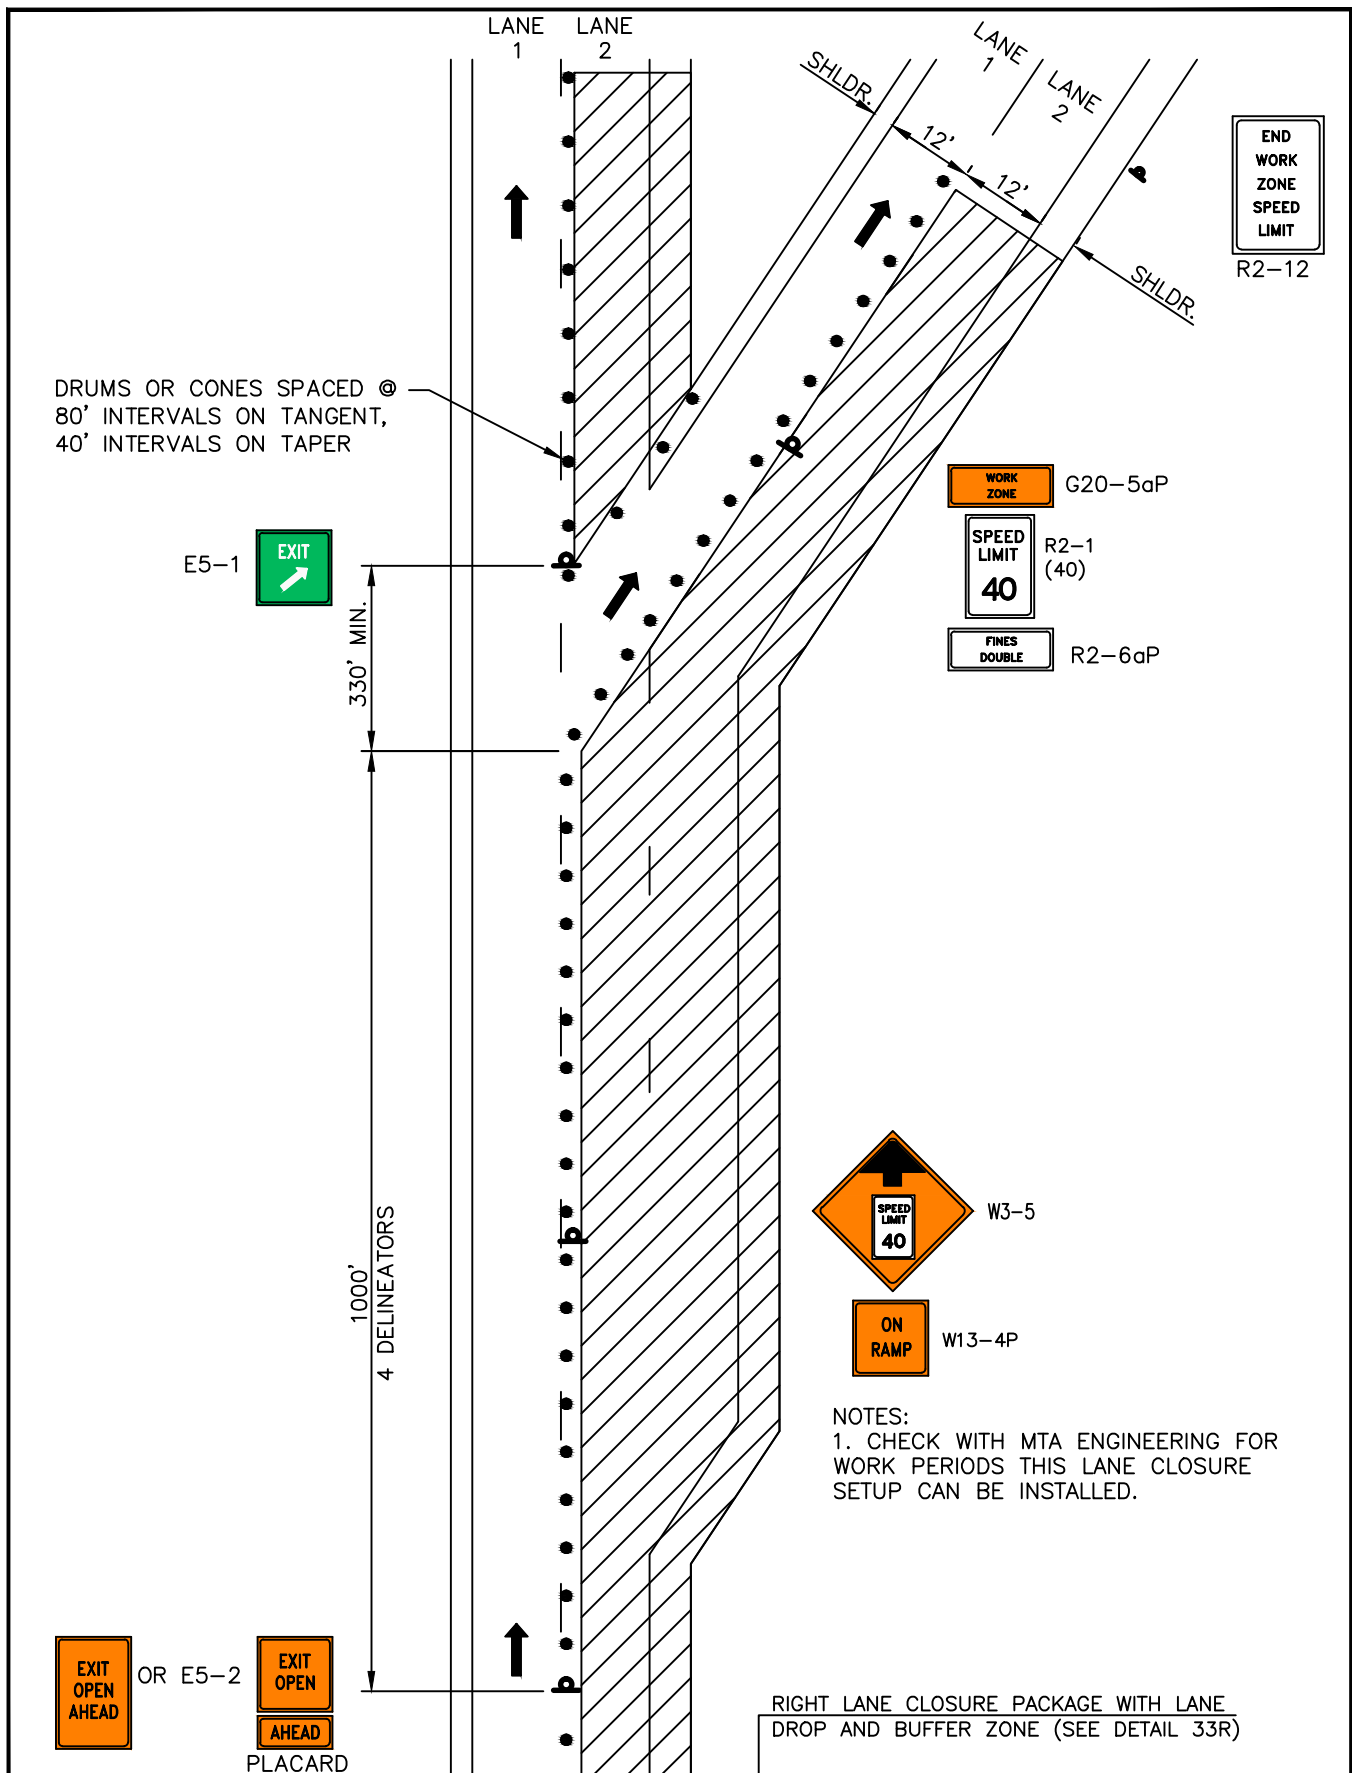 LANE
1
LANE
2
LANE
1
LANE
2
SHLDR.
12'
12'
SHLDR.
END
WORK
ZONE
SPEED
LIMIT
R2-12
DRUMS OR CONES SPACED @
80' INTERVALS ON TANGENT,
40' INTERVALS ON TAPER
E5-1
EXIT
330' MIN.
WORK
ZONE
G20-5aP
SPEED
LIMIT
40
R2-1
(40)
FINES
DOUBLE
R2-6aP
1000'
4 DELINEATORS
SPEED
LIMIT
40
W3-5
ON
RAMP
W13-4P
NOTES:
1. CHECK WITH MTA ENGINEERING FOR
WORK PERIODS THIS LANE CLOSURE
SETUP CAN BE INSTALLED.
EXIT
OPEN
AHEAD
OR E5-2
EXIT
OPEN
AHEAD
PLACARD
RIGHT LANE CLOSURE PACKAGE WITH LANE
DROP AND BUFFER ZONE (SEE DETAIL 33R)